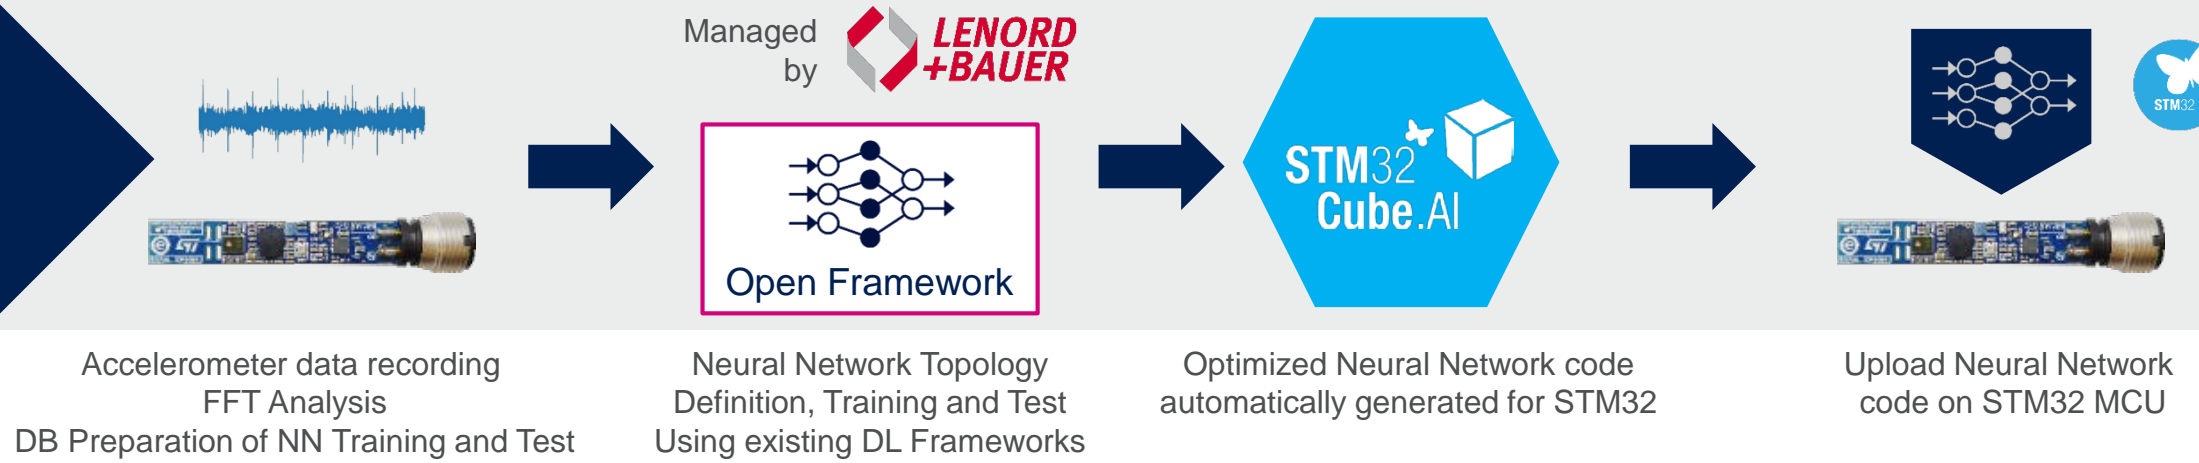 Managed
by
LENORD
+BAUER
Open Framework
STM32
Cube.AI
STM32
Accelerometer data recording
FFT Analysis
DB Preparation of NN Training and Test
Neural Network Topology
Definition, Training and Test
Using existing DL Frameworks
Optimized Neural Network code
automatically generated for STM32
Upload Neural Network
code on STM32 MCU